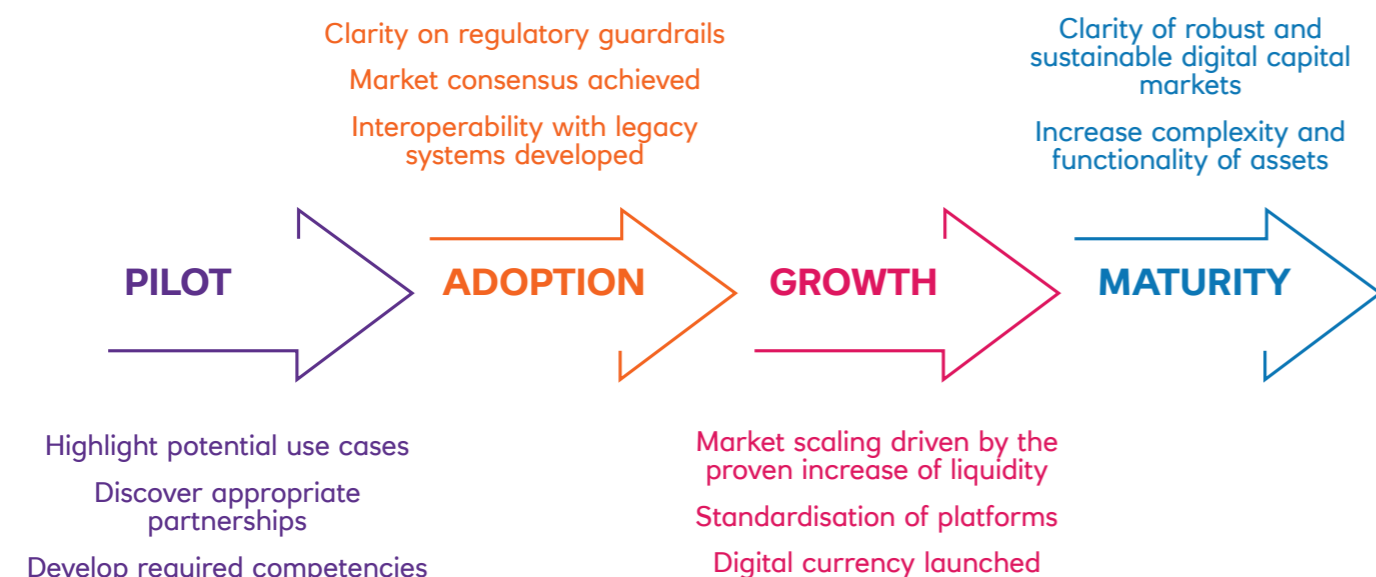 Clarity on regulatory guardrails
Market consensus achieved
Interoperability with legacy
systems developed
Clarity of robust and
sustainable digital capital
markets
Increase complexity and
functionality of assets
PILOT
ADOPTION
GROWTH
MATURITY
Highlight potential use cases
Discover appropriate
partnerships
Develop required competencies
Market scaling driven by the
proven increase of liquidity
Standardisation of platforms
Digital currency launched